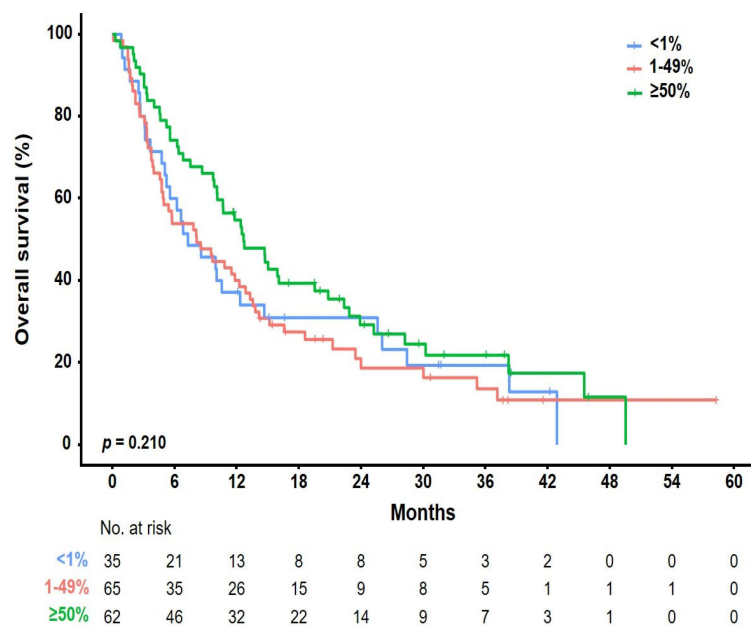 100
80
60
40
20
0
Overall survival (%)
<1%
1-49%
≥50%
p = 0.210
0 6 12 18 24 30 36 42 48 54 60
Months
No. at risk
<1% 35 21 13 8 8 5 3 2 0 0 0
1-49% 65 35 26 15 9 8 5 1 1 1 0
≥50% 62 46 32 22 14 9 7 3 1 0 0